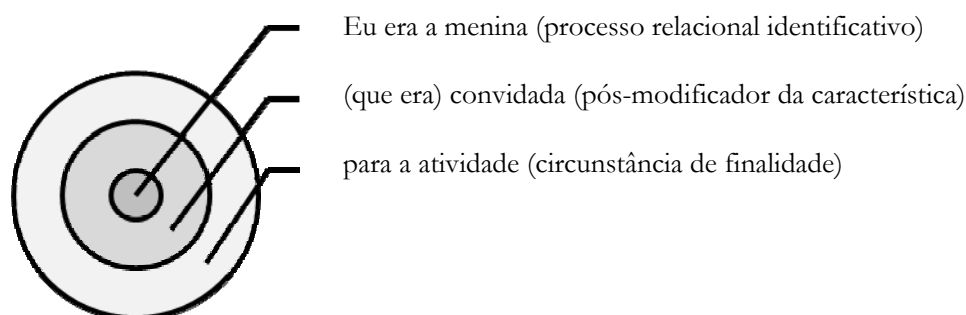 Eu era a menina (processo relacional identificativo)
(que era) convidada (pós-modificador da característica)
para a atividade (circunstância de finalidade)